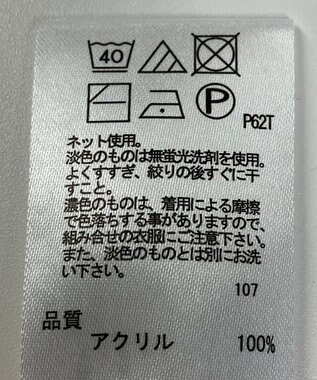 40
P
P62T
ネット使用。
淡色のものは無蛍光洗剤を使用。
よくすすぎ、絞りの後すぐに干
すこと。
濃色のものは、着用による摩擦
で色落ちする事がありますので、
組み合せの衣服にご注意下さい。
また、淡色のものとは別にお洗
い下さい。
107
品質
アクリル 100%